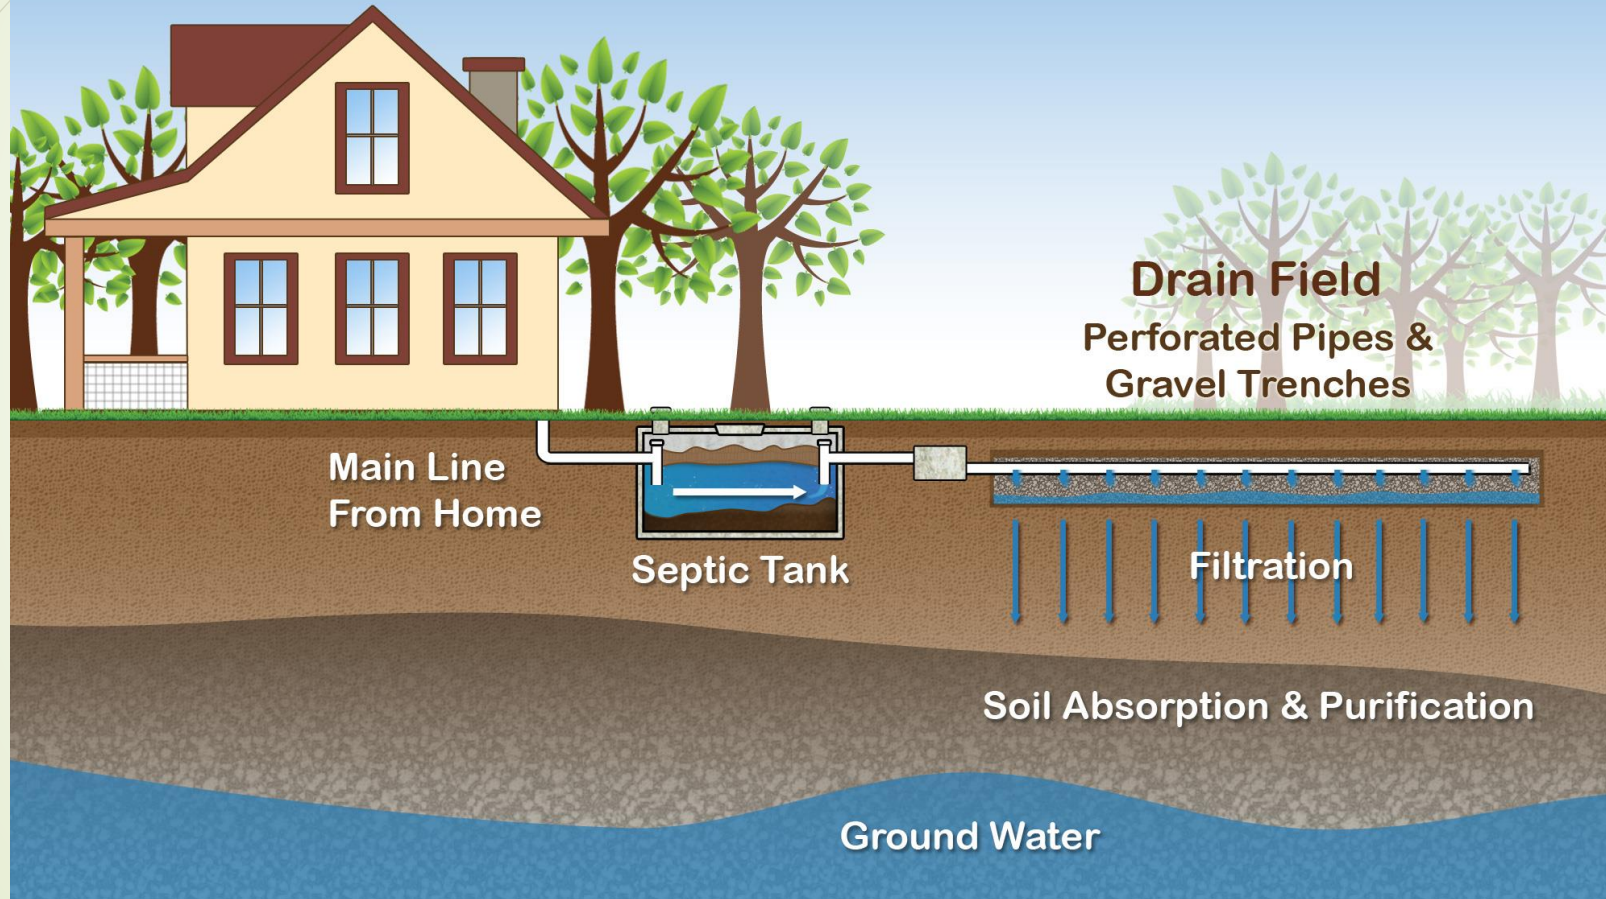 Drain Field
Perforated Pipes &
Gravel Trenches
Main Line
From Home
Septic Tank
Filtration
Soil Absorption & Purification
Ground Water